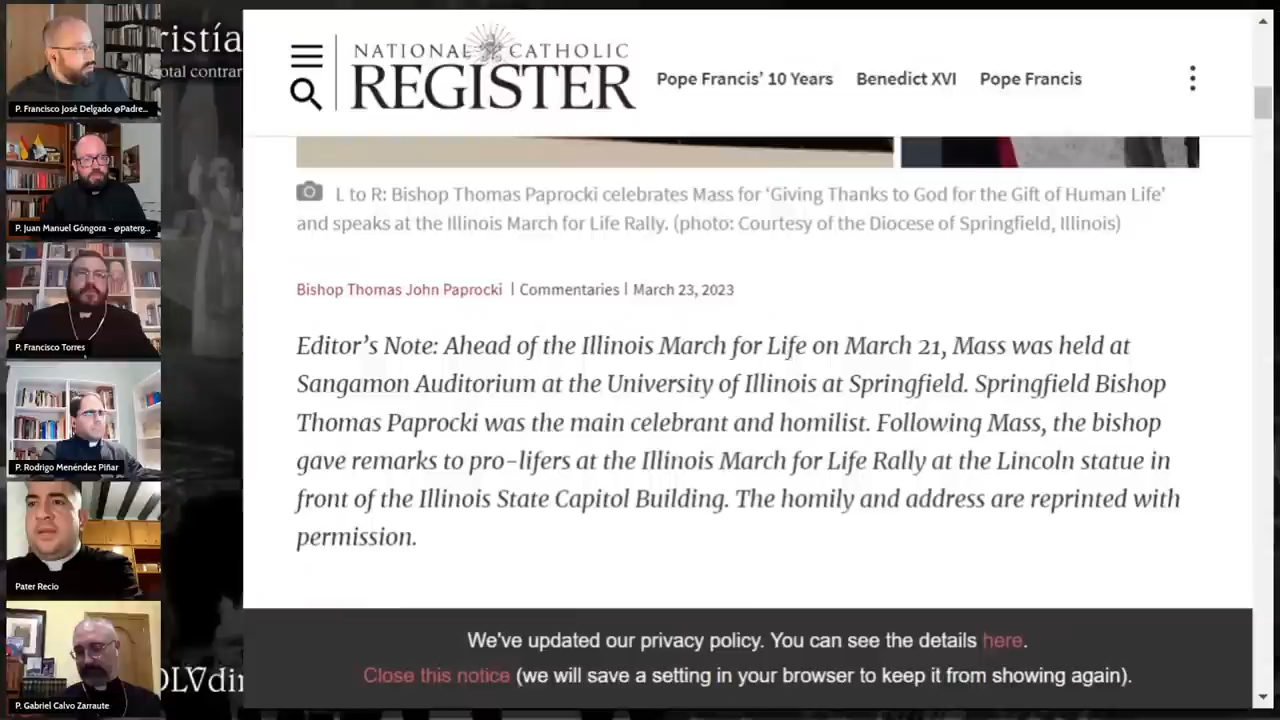 P. Francisco José Delgado @Padre...
P. Juan Manuel Góngora - @paterg...
P. Francisco Torres
P. Rodrigo Menéndez Piñar
Pater Recio
P. Gabriel Calvo Zarraute
ristía
otal contrar
NATIONAL CATHOLIC
REGISTER
Pope Francis’ 10 Years Benedict XVI Pope Francis
L to R: Bishop Thomas Paprocki celebrates Mass for ‘Giving Thanks to God for the Gift of Human Life’
and speaks at the Illinois March for Life Rally. (photo: Courtesy of the Diocese of Springfield, Illinois)
Bishop Thomas John Paprocki | Commentaries | March 23, 2023
Editor’s Note: Ahead of the Illinois March for Life on March 21, Mass was held at
Sangamon Auditorium at the University of Illinois at Springfield. Springfield Bishop
Thomas Paprocki was the main celebrant and homilist. Following Mass, the bishop
gave remarks to pro-lifers at the Illinois March for Life Rally at the Lincoln statue in
front of the Illinois State Capitol Building. The homily and address are reprinted with
permission.
We've updated our privacy policy. You can see the details here.
Close this notice (we will save a setting in your browser to keep it from showing again).